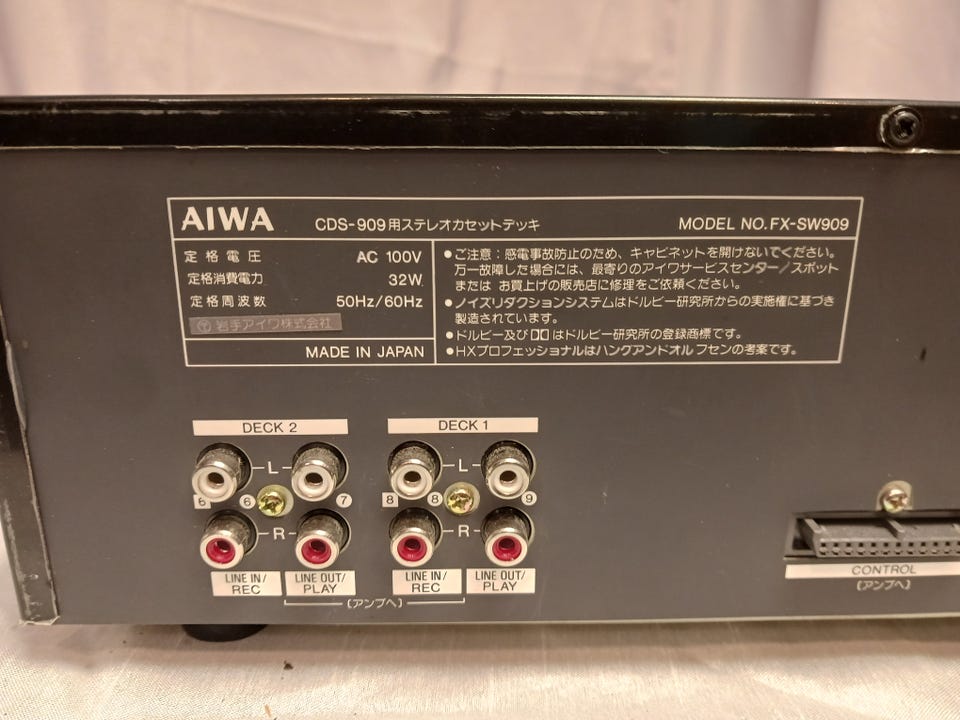 AIWA CDS-909用ステレオカセットデッキ MODEL NO. FX-SW909
定格電圧 AC 100V
定格消費電力 32W
定格周波数 50Hz/60Hz
岩手アイワ株式会社
MADE IN JAPAN
●ご注意：感電事故防止のため、キャビネットを開けないでください。
万一故障した場合には、最寄りのアイワサービスセンター／スポット
または お買上げの販売店に修理をご依頼ください。
●ノイズリダクションシステムはドルビー研究所からの実施権に基づき
製造されています。
●ドルビー及び はドルビー研究所の登録商標です。
●HXプロフェッショナルはハングアンドオルフセンの考案です。
DECK 2 DECK 1
L L
6 6 7 8 8 9
R R
LINE IN/ REC
LINE OUT/ PLAY
LINE IN/ REC
LINE OUT/ PLAY
(アンプへ)
CONTROL
(アンプへ)